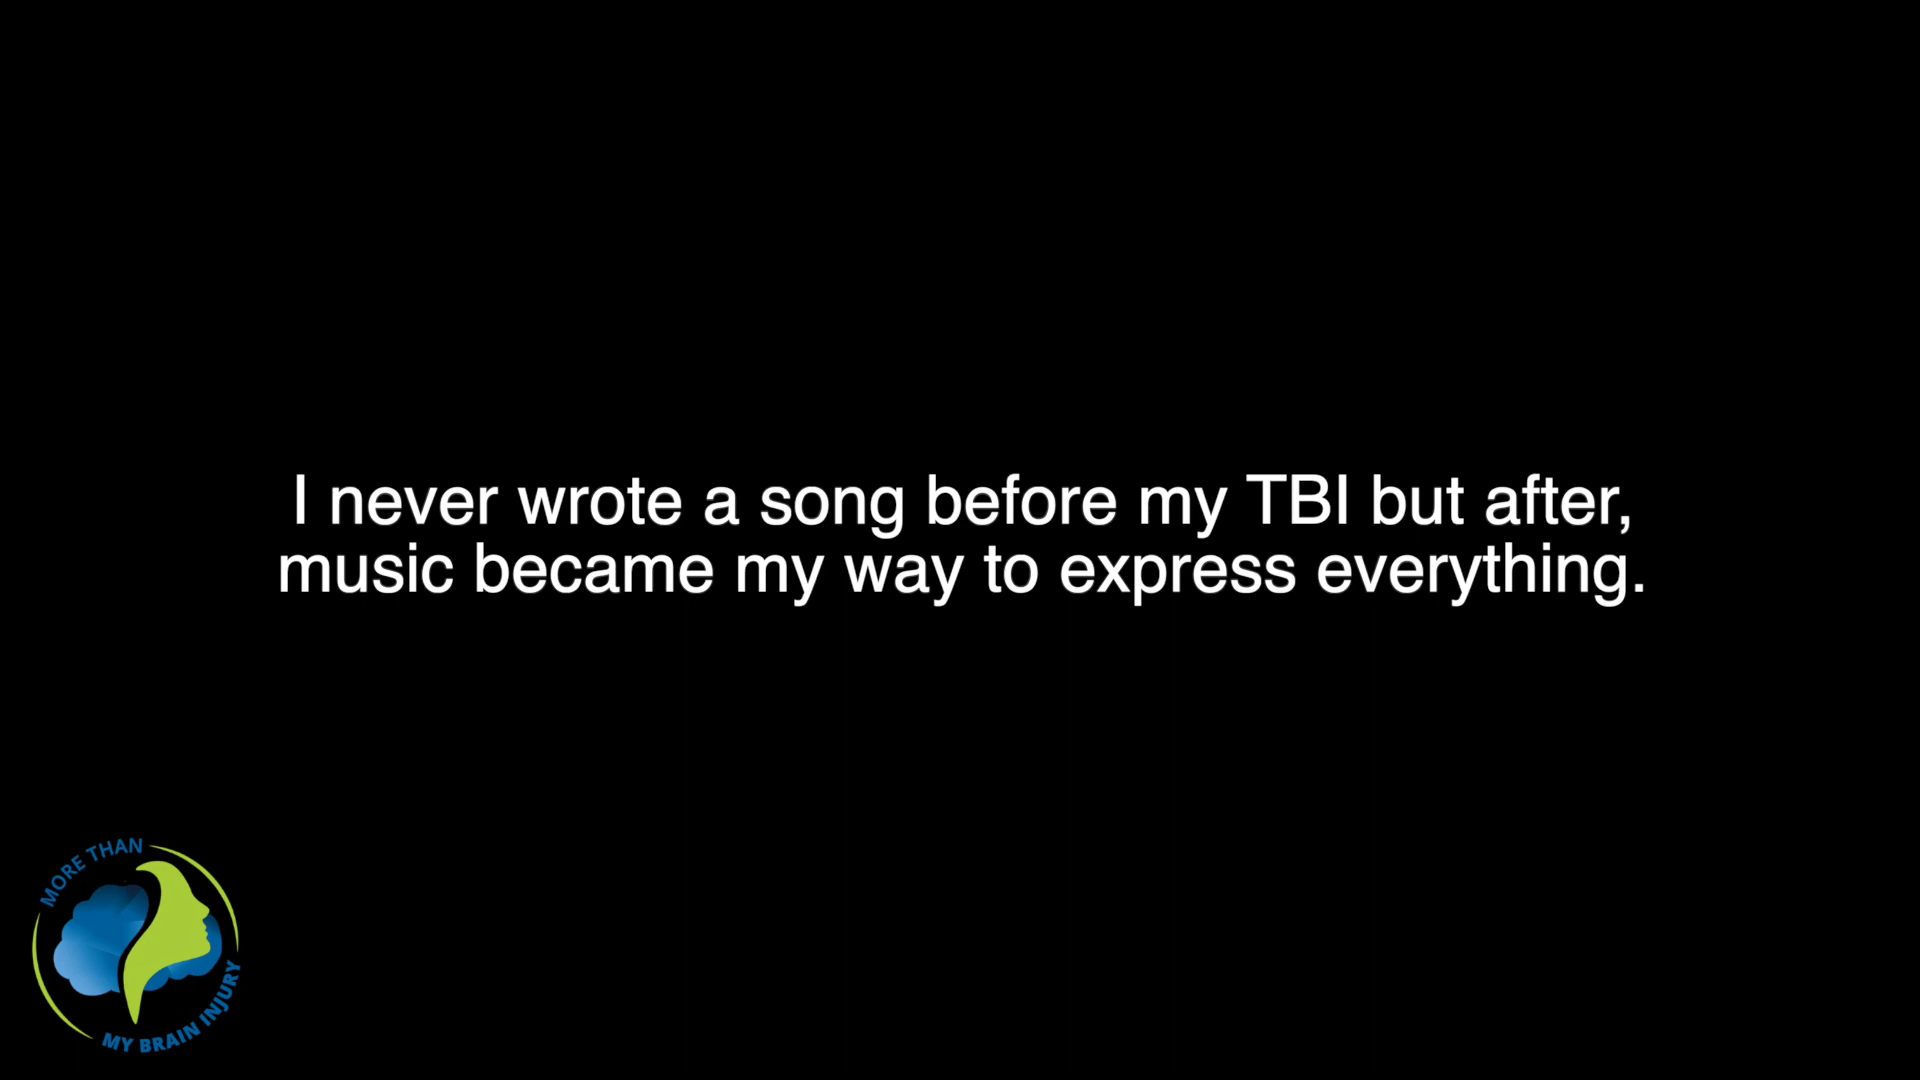 I never wrote a song before my TBI but after,
music became my way to express everything.
MORE THAN
MY BRAIN INJURY